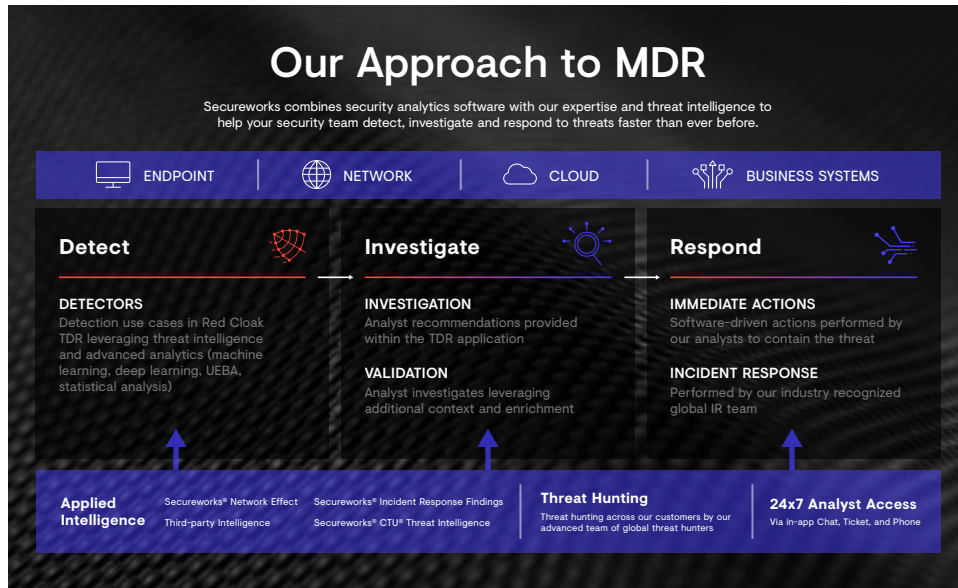 Our Approach to MDR
Secureworks combines security analytics software with our expertise and threat intelligence to
help your security team detect, investigate and respond to threats faster than ever before.
ENDPOINT
NETWORK
CLOUD
BUSINESS SYSTEMS
Detect
DETECTORS
Detection use cases in Red Cloak
TDR leveraging threat intelligence
and advanced analytics (machine
learning, deep learning, UEBA,
statistical analysis)
Investigate
INVESTIGATION
Analyst recommendations provided
within the TDR application
VALIDATION
Analyst investigates leveraging
additional context and enrichment
Respond
IMMEDIATE ACTIONS
Software-driven actions performed by
our analysts to contain the threat
INCIDENT RESPONSE
Performed by our industry recognized
global IR team
Applied
Intelligence
Secureworks® Network Effect
Third-party Intelligence
Secureworks® Incident Response Findings
Secureworks® CTU® Threat Intelligence
Threat Hunting
Threat hunting across our customers by our
advanced team of global threat hunters
24x7 Analyst Access
Via in-app Chat, Ticket, and Phone